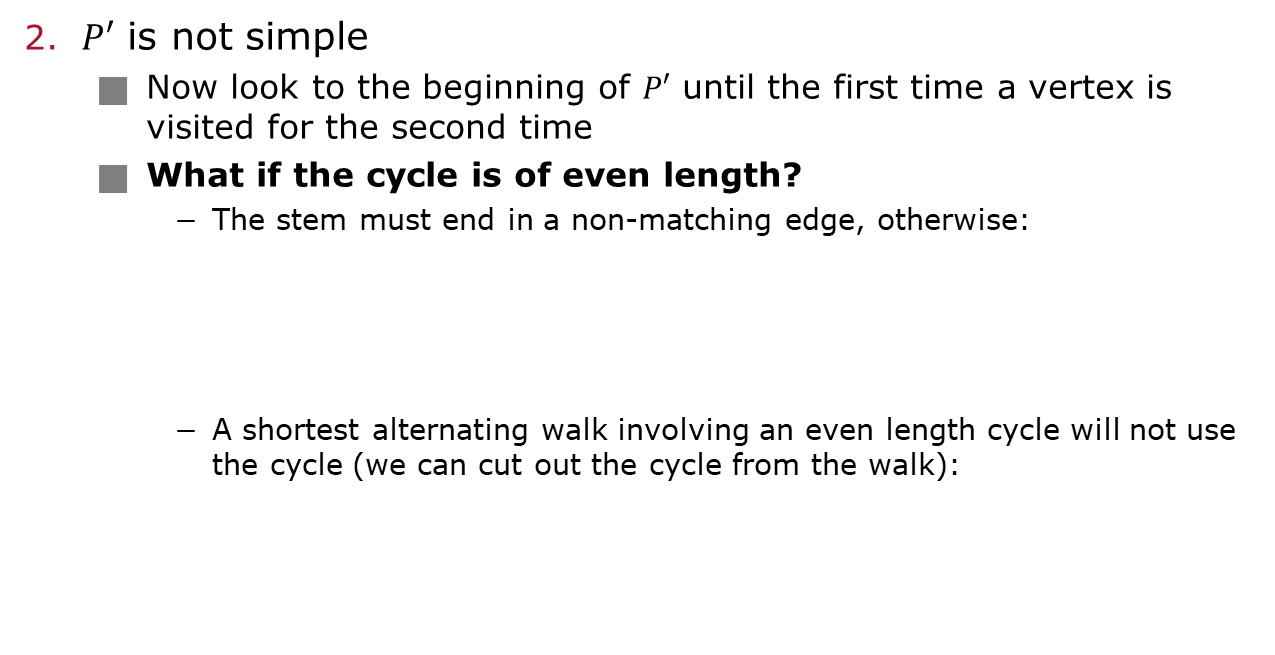 2. P′ is not simple
Now look to the beginning of P′ until the first time a vertex is
visited for the second time
What if the cycle is of even length?
– The stem must end in a non-matching edge, otherwise:
– A shortest alternating walk involving an even length cycle will not use
the cycle (we can cut out the cycle from the walk):